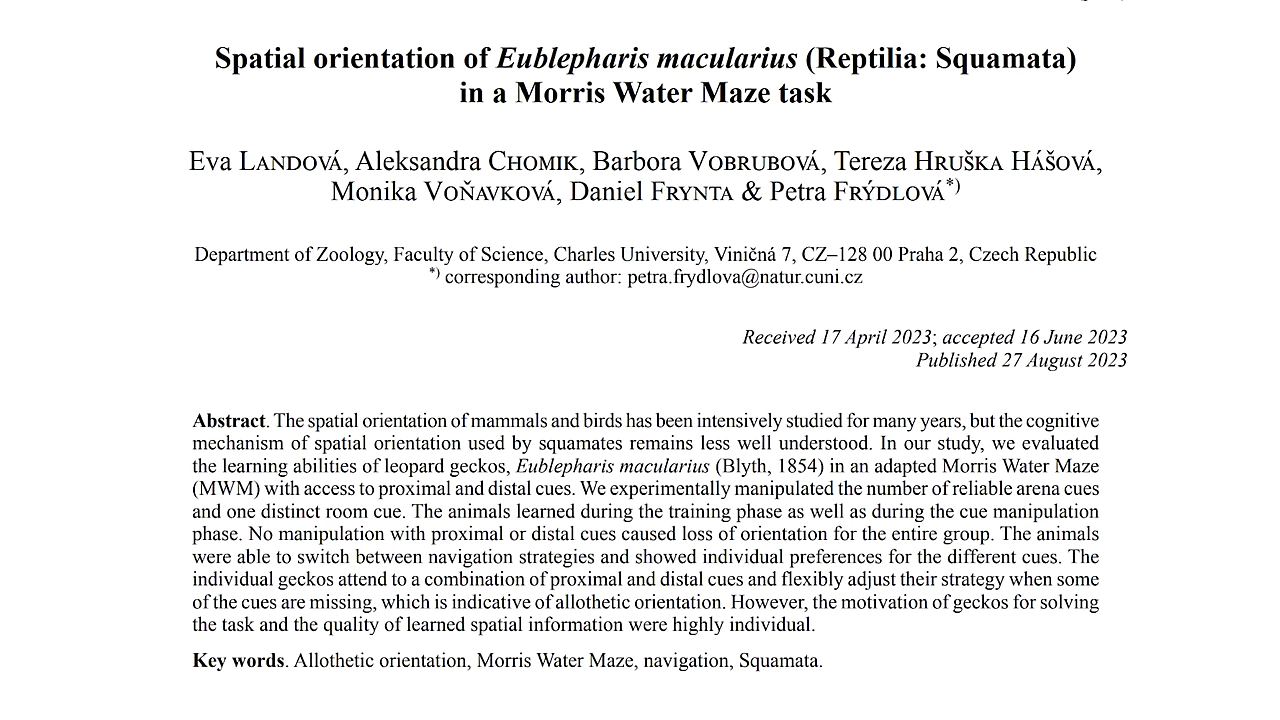 Spatial orientation of Eublepharis macularius (Reptilia: Squamata)
in a Morris Water Maze task
Eva Landová, Aleksandra Chomik, Barbora Vobrubová, Tereza Hruška Hášová,
Monika Voňavková, Daniel Frynta & Petra Frýdlová*)
Department of Zoology, Faculty of Science, Charles University, Viničná 7, CZ–128 00 Praha 2, Czech Republic
*) corresponding author: petra.frydlova@natur.cuni.cz
Received 17 April 2023; accepted 16 June 2023
Published 27 August 2023
Abstract. The spatial orientation of mammals and birds has been intensively studied for many years, but the cognitive
mechanism of spatial orientation used by squamates remains less well understood. In our study, we evaluated
the learning abilities of leopard geckos, Eublepharis macularius (Blyth, 1854) in an adapted Morris Water Maze
(MWM) with access to proximal and distal cues. We experimentally manipulated the number of reliable arena cues
and one distinct room cue. The animals learned during the training phase as well as during the cue manipulation
phase. No manipulation with proximal or distal cues caused loss of orientation for the entire group. The animals
were able to switch between navigation strategies and showed individual preferences for the different cues. The
individual geckos attend to a combination of proximal and distal cues and flexibly adjust their strategy when some
of the cues are missing, which is indicative of allothetic orientation. However, the motivation of geckos for solving
the task and the quality of learned spatial information were highly individual.
Key words. Allothetic orientation, Morris Water Maze, navigation, Squamata.